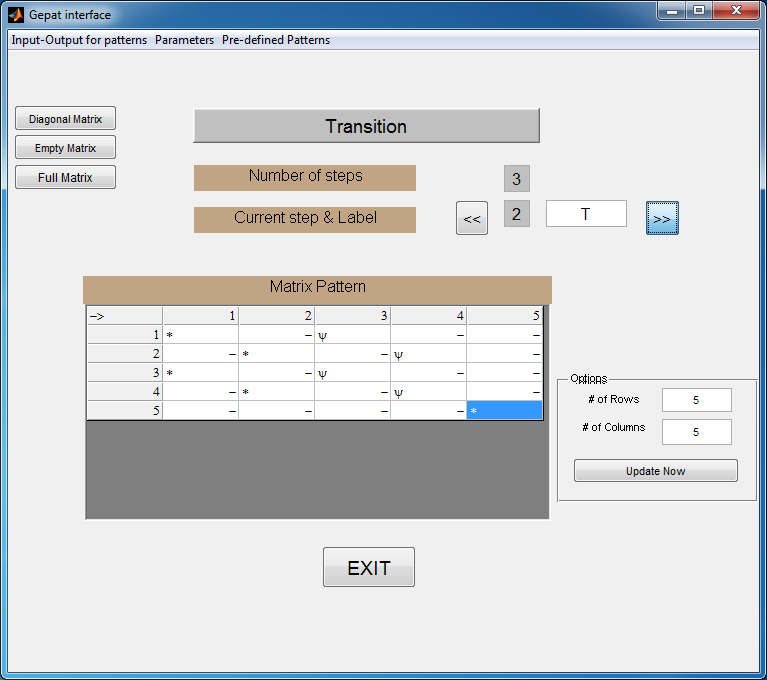 Gepat interface
Input-Output for patterns Parameters Pre-defined Patterns
Diagonal Matrix
Empty Matrix
Full Matrix
Transition
Number of steps 3
Current step & Label << 2 T >>
Matrix Pattern
--> 1 2 3 4 5
1 * – ψ – –
2 – * – ψ –
3 * – ψ – –
4 – * – ψ –
5 – – – – *
Options
# of Rows 5
# of Columns 5
Update Now
EXIT